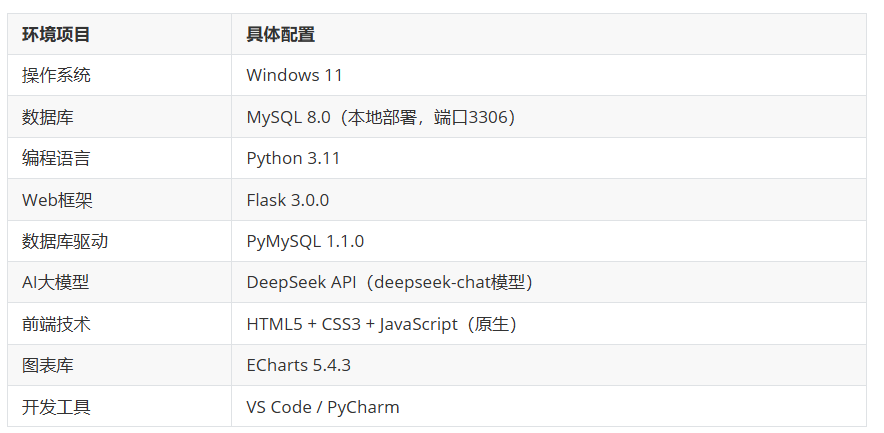 环境项目 具体配置
操作系统 Windows 11
数据库 MySQL 8.0（本地部署，端口3306）
编程语言 Python 3.11
Web框架 Flask 3.0.0
数据库驱动 PyMySQL 1.1.0
AI大模型 DeepSeek API（deepseek-chat模型）
前端技术 HTML5 + CSS3 + JavaScript（原生）
图表库 ECharts 5.4.3
开发工具 VS Code / PyCharm